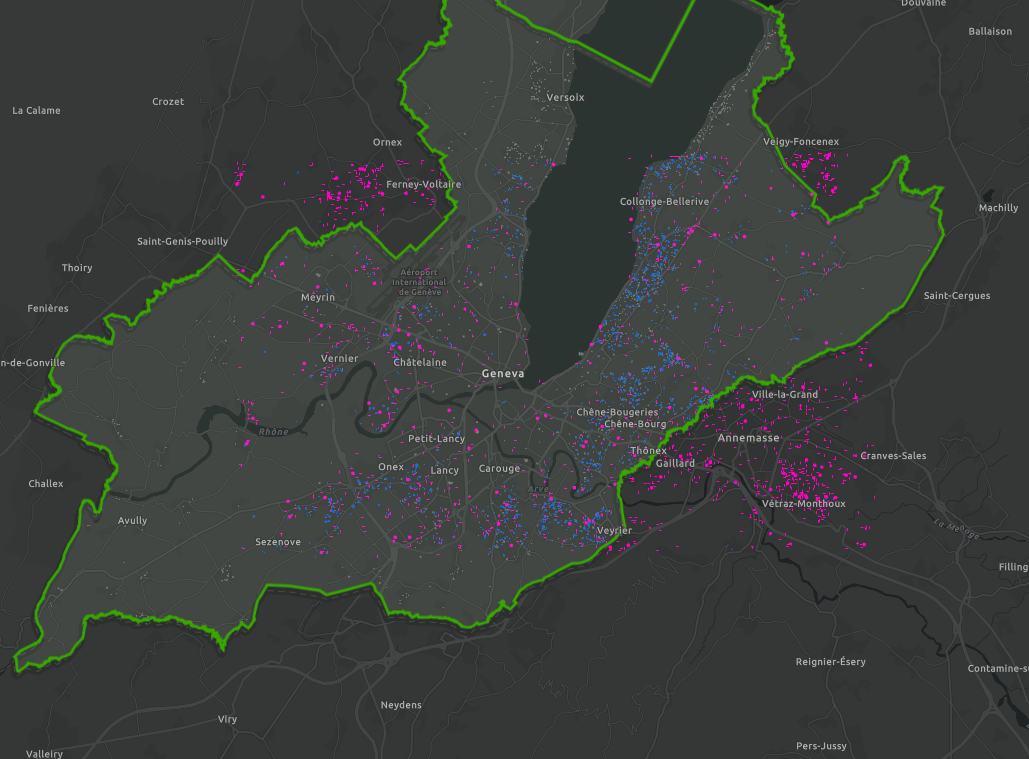 Douvaine
Ballaison
La Calame
Crozet
Versoix
Ornex
Veigy-Foncenex
Ferney-Voltaire
Collonge-Bellerive
Machilly
Saint-Genis-Pouilly
Thoiry
Aéroport
International
de Genève
Meyrin
Saint-Cergues
Fenières
n-de-Gonville
Vernier
Châtelaine
Geneva
Ville-la-Grand
Chêne-Bougeries
Chêne-Bourg
Rhône
Petit-Lancy
Annemasse
Thônex
Cranves-Sales
Gaillard
Onex
Lancy
Carouge
Challex
Arve
Vétraz-Monthoux
Avully
Veyrier
La Menoge
Sezenove
Filling
Reignier-Ésery
Contamine-su
Neydens
Viry
Pers-Jussy
Valleiry